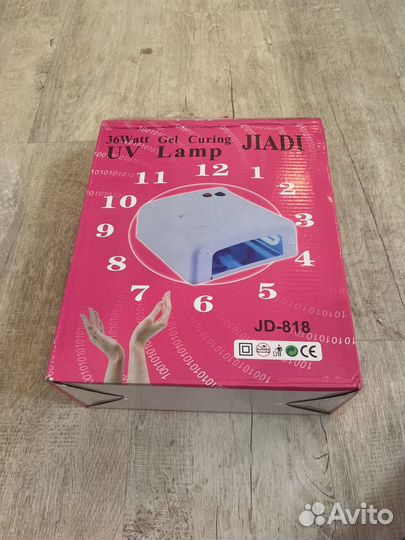 36Watt Gel Curing JIADI
UV Lamp
12
11 1
10 2
9 3
8 4
7 5
6
JD-818
CE
Avito